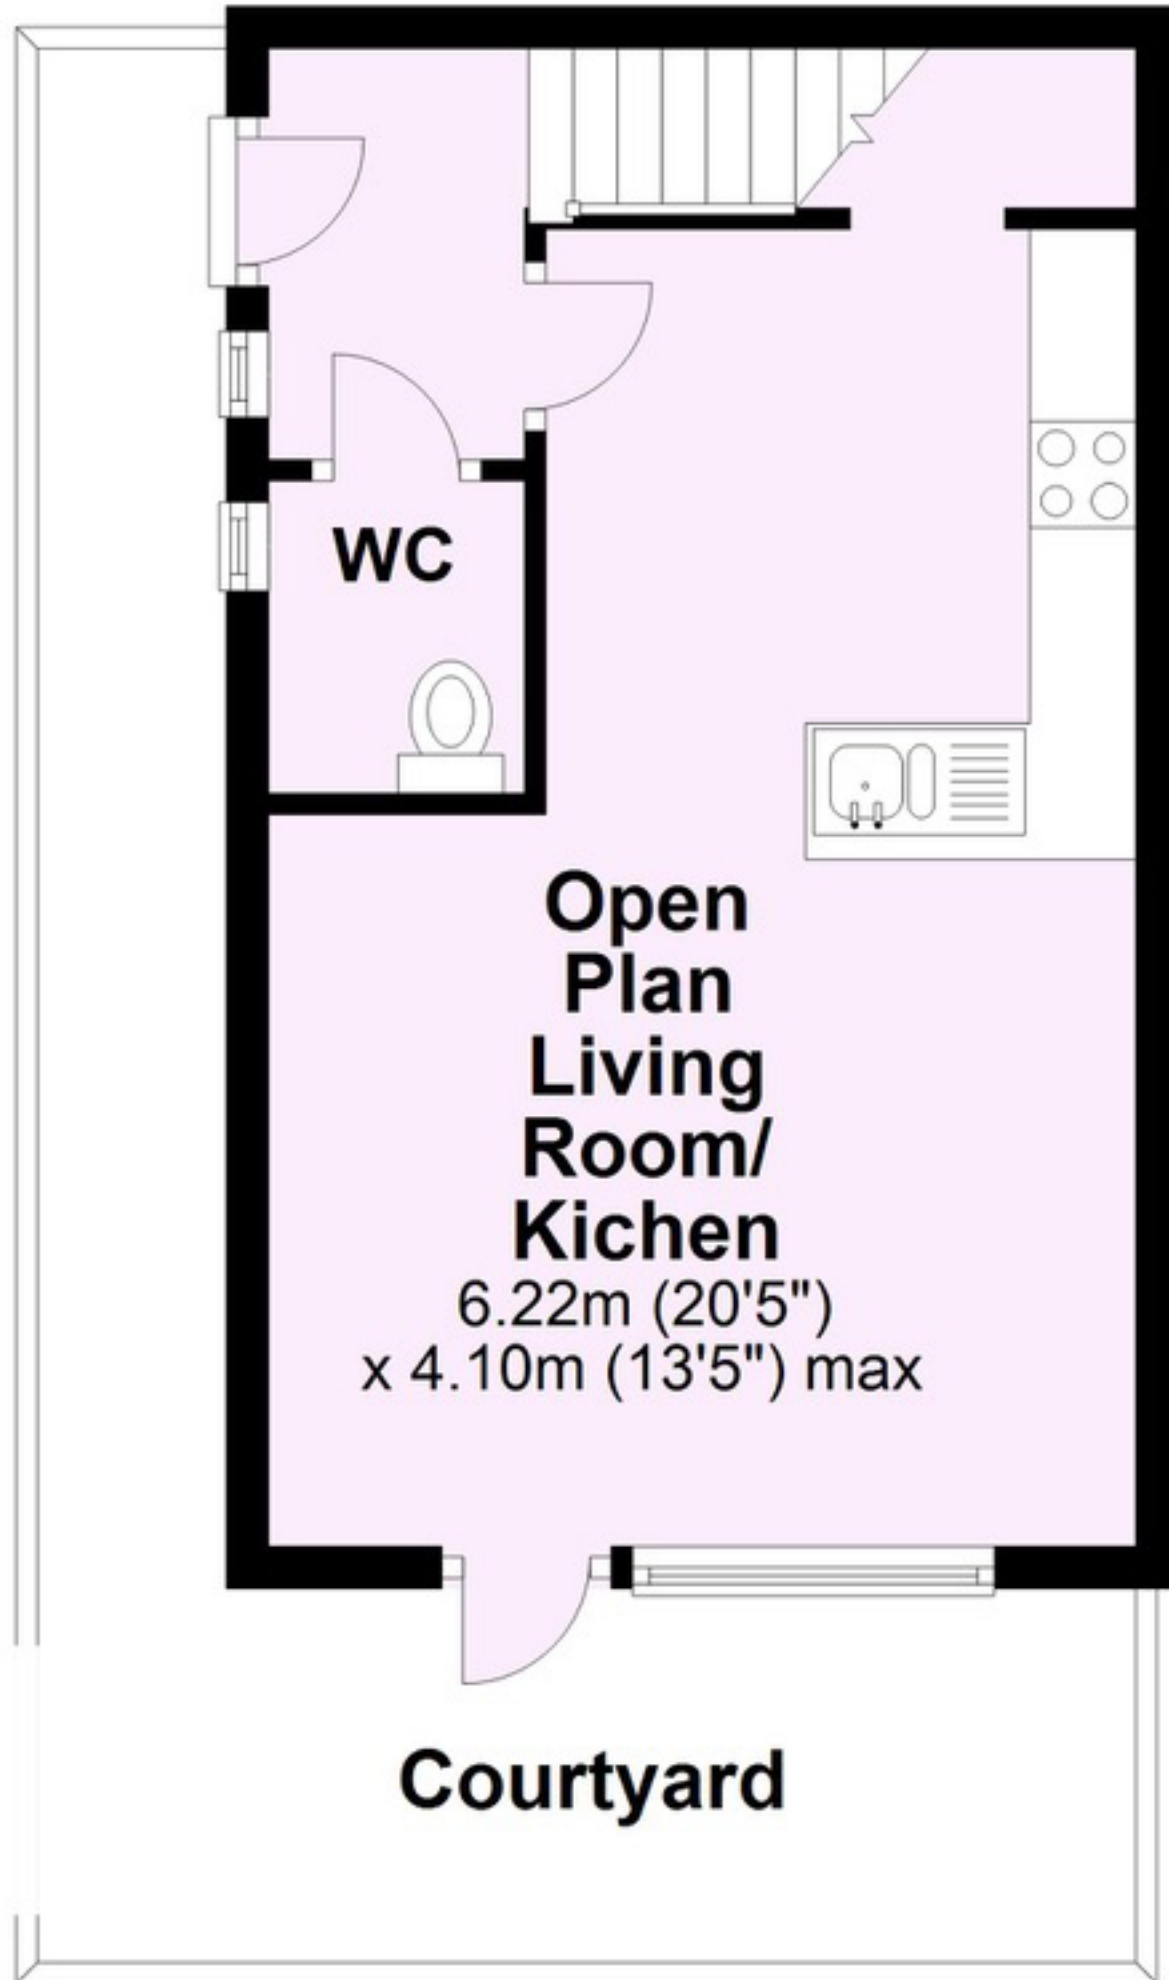 WC
Open
Plan
Living
Room/
Kichen
6.22m (20'5")
x 4.10m (13'5") max
Courtyard